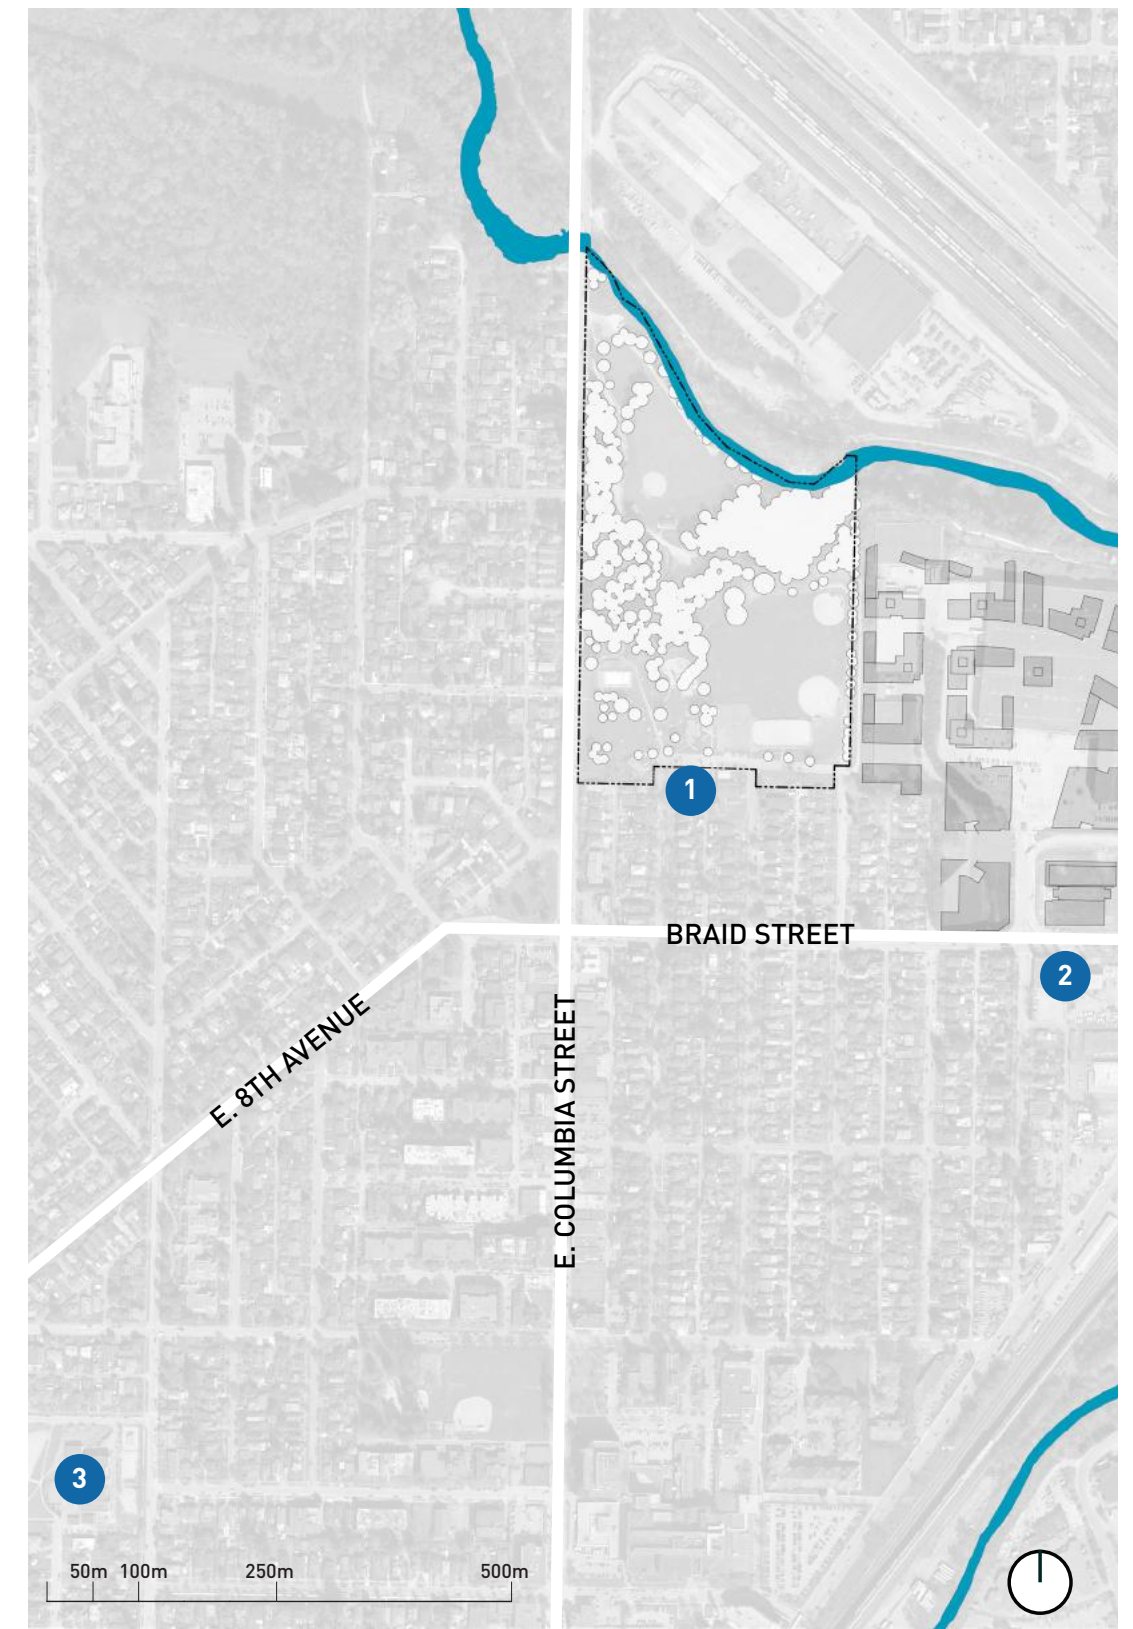 1
BRAID STREET
2
E. 8TH AVENUE
E. COLUMBIA STREET
3
50m 100m 250m 500m